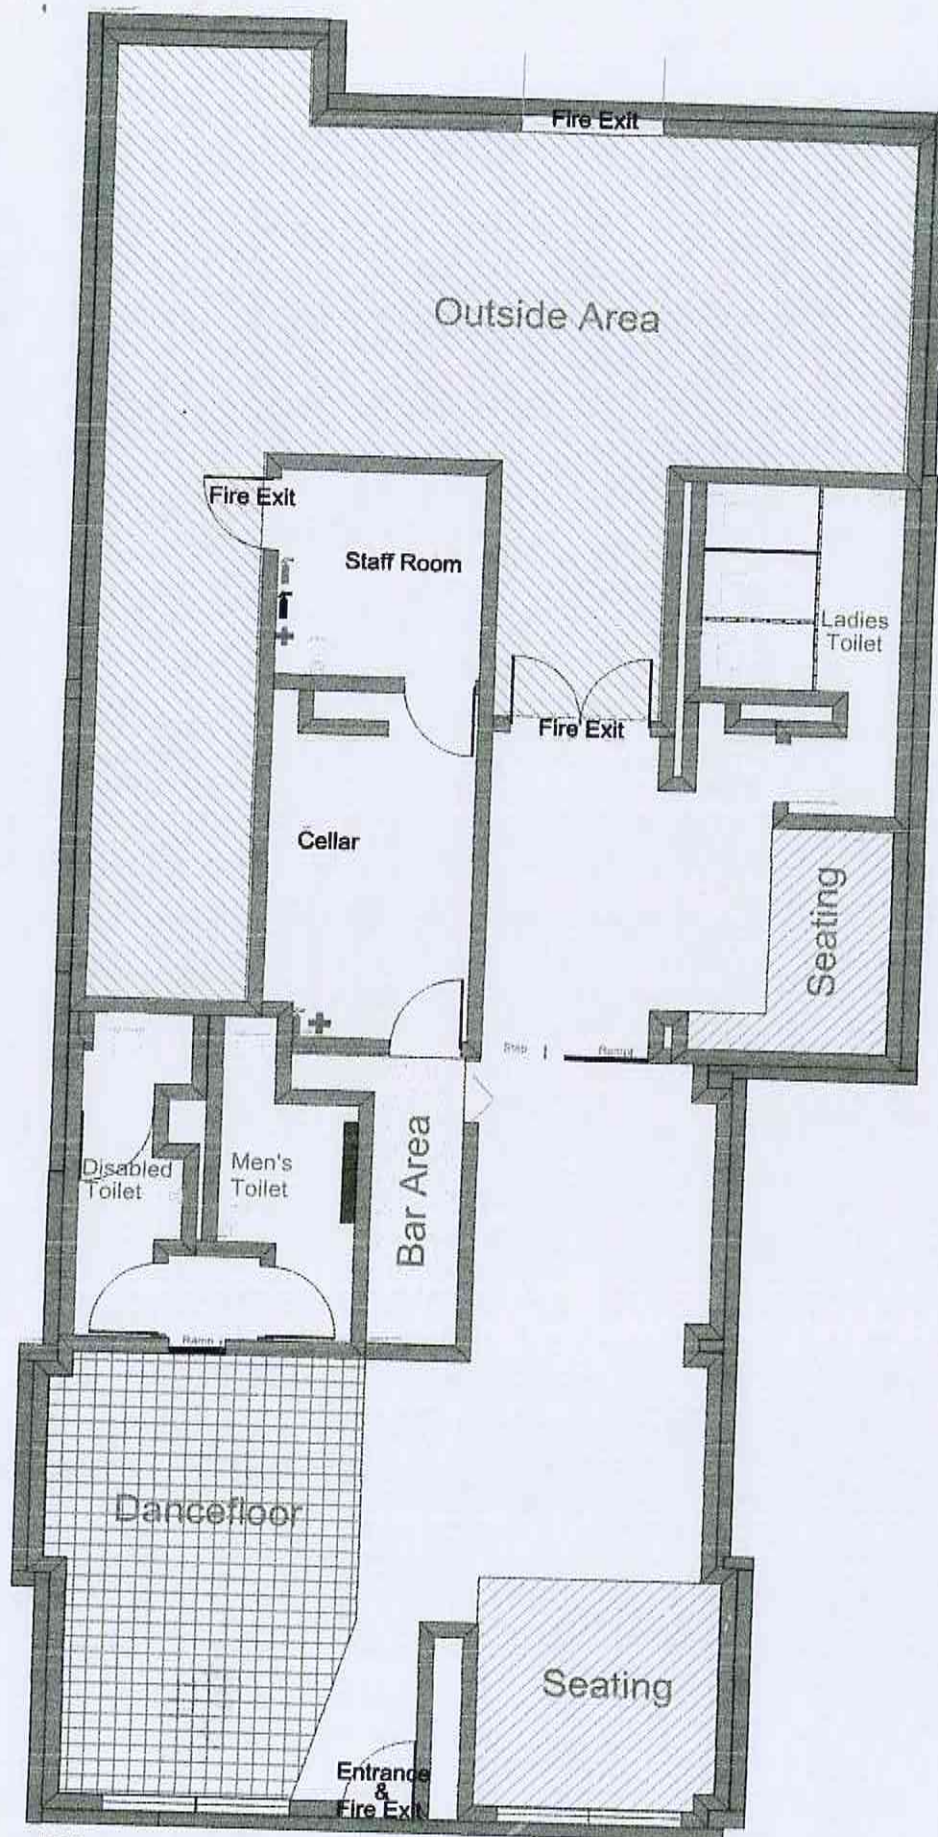 Fire Exit
Outside Area
Fire Exit
Staff Room
Ladies
Toilet
Fire Exit
Cellar
Seating
Step
Ramp
Bar Area
Disabled
Toilet
Men's
Toilet
Ramp
Dancefloor
Seating
Entrance
&
Fire Exit